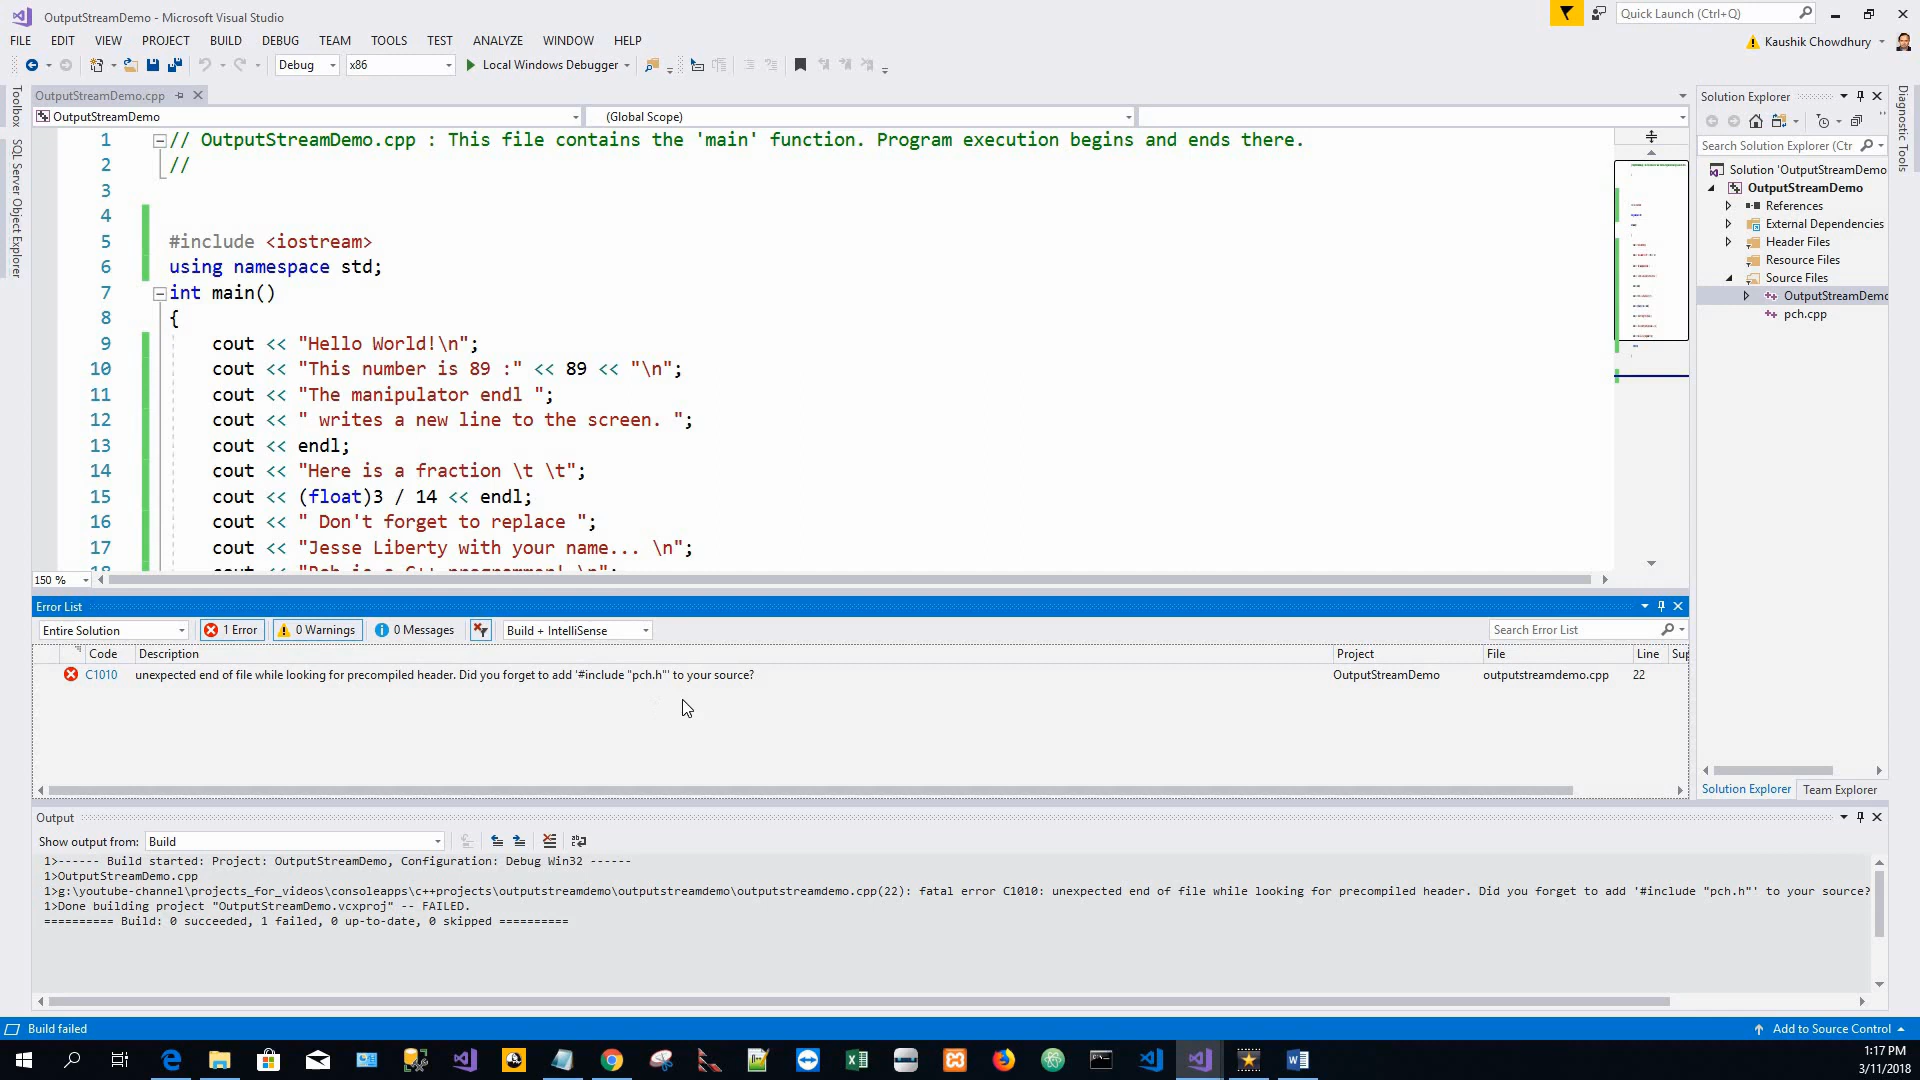 OutputStreamDemo - Microsoft Visual Studio
Quick Launch (Ctrl+Q)
FILE EDIT VIEW PROJECT BUILD DEBUG TEAM TOOLS TEST ANALYZE WINDOW HELP
Kaushik Chowdhury
Debug x86 Local Windows Debugger
Toolbox
SQL Server Object Explorer
OutputStreamDemo.cpp
OutputStreamDemo (Global Scope)
1 // OutputStreamDemo.cpp : This file contains the 'main' function. Program execution begins and ends there.
2 //
3
4
5 #include <iostream>
6 using namespace std;
7 int main()
8 {
9 cout << "Hello World!\n";
10 cout << "This number is 89 :" << 89 << "\n";
11 cout << "The manipulator endl ";
12 cout << " writes a new line to the screen. ";
13 cout << endl;
14 cout << "Here is a fraction \t \t";
15 cout << (float)3 / 14 << endl;
16 cout << " Don't forget to replace ";
17 cout << "Jesse Liberty with your name... \n";
150 %
Solution Explorer
Search Solution Explorer (Ctr
Solution 'OutputStreamDemo
OutputStreamDemo
References
External Dependencies
Header Files
Resource Files
Source Files
OutputStreamDemo
pch.cpp
Solution Explorer Team Explorer
Diagnostic Tools
Error List
Entire Solution 1 Error 0 Warnings 0 Messages Build + IntelliSense Search Error List
Code Description Project File Line Sup
C1010 unexpected end of file while looking for precompiled header. Did you forget to add '#include "pch.h"' to your source? OutputStreamDemo outputstreamdemo.cpp 22
Output
Show output from: Build
1>------ Build started: Project: OutputStreamDemo, Configuration: Debug Win32 ------
1>OutputStreamDemo.cpp
1>g:\youtube-channel\projects_for_videos\consoleapps\c++projects\outputstreamdemo\outputstreamdemo\outputstreamdemo.cpp(22): fatal error C1010: unexpected end of file while looking for precompiled header. Did you forget to add '#include "pch.h"' to your source?
1>Done building project "OutputStreamDemo.vcxproj" -- FAILED.
========== Build: 0 succeeded, 1 failed, 0 up-to-date, 0 skipped ==========
Build failed
Add to Source Control
1:17 PM
3/11/2018